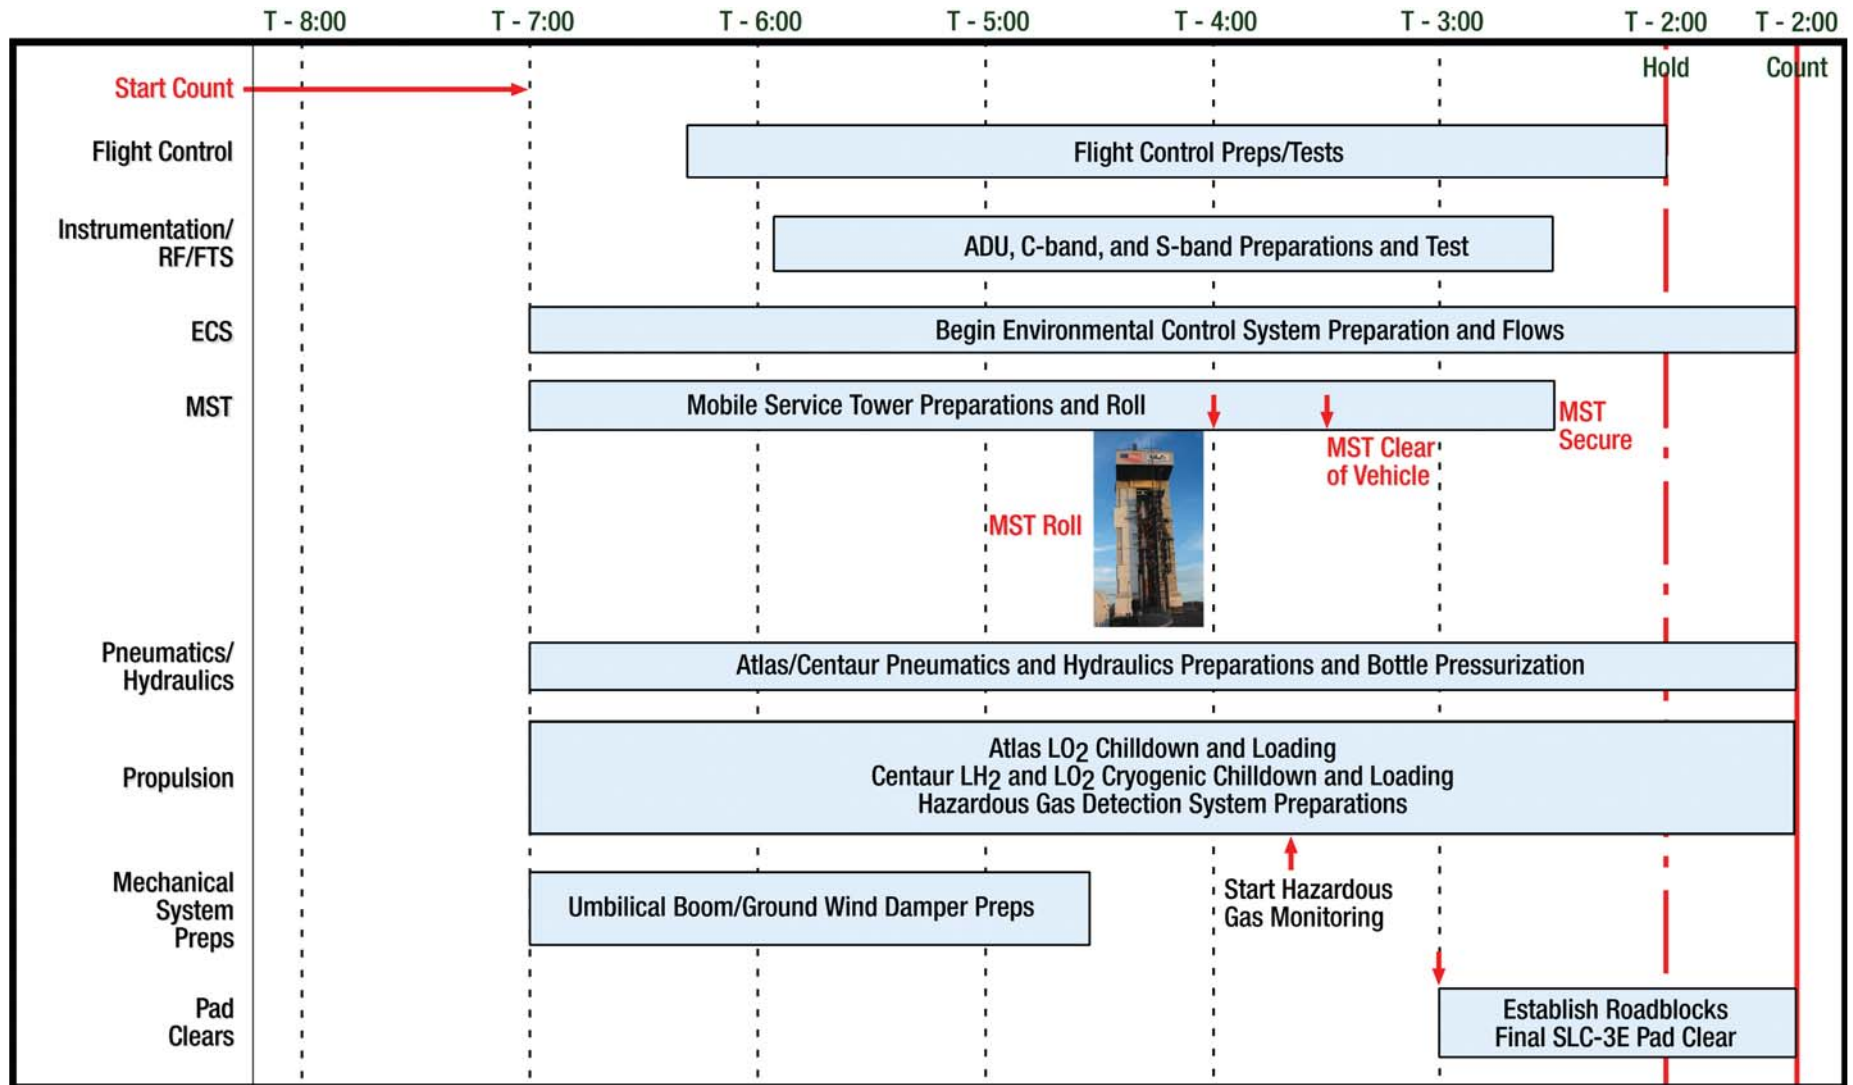 T - 8:00 T - 7:00 T - 6:00 T - 5:00 T - 4:00 T - 3:00 T - 2:00 T - 2:00
Hold Count
Start Count
Flight Control
Flight Control Preps/Tests
Instrumentation/
RF/FTS
ADU, C-band, and S-band Preparations and Test
ECS
Begin Environmental Control System Preparation and Flows
MST
Mobile Service Tower Preparations and Roll
MST
Secure
MST Clear
of Vehicle
MST Roll
Pneumatics/
Hydraulics
Atlas/Centaur Pneumatics and Hydraulics Preparations and Bottle Pressurization
Propulsion
Atlas LO2 Chilldown and Loading
Centaur LH2 and LO2 Cryogenic Chilldown and Loading
Hazardous Gas Detection System Preparations
Start Hazardous
Gas Monitoring
Mechanical
System
Preps
Umbilical Boom/Ground Wind Damper Preps
Pad
Clears
Establish Roadblocks
Final SLC-3E Pad Clear